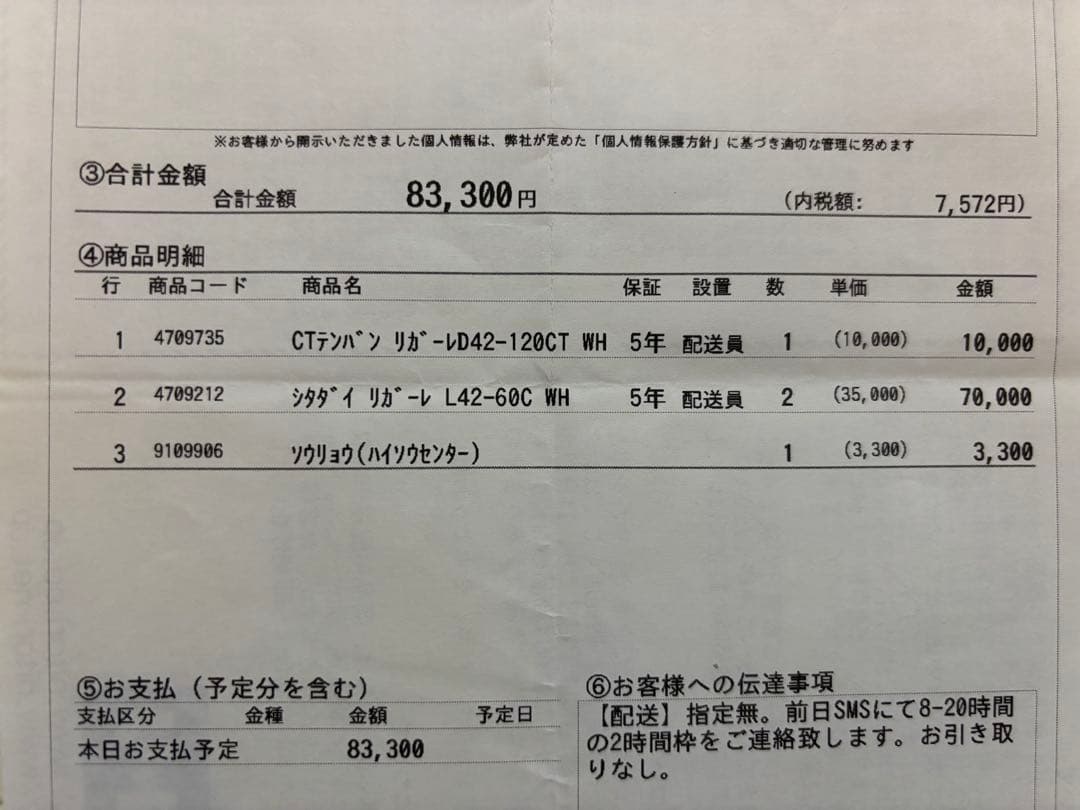 ※お客様から開示いただきました個人情報は、弊社が定めた「個人情報保護方針」に基づき適切な管理に努めます
③合計金額
合計金額 83,300円 (内税額: 7,572円)
④商品明細
行 商品コード 商品名 保証 設置 数 単価 金額
1 4709735 CTﾃﾝﾊﾞﾝ ﾘｶﾞｰﾚD42-120CT WH 5年 配送員 1 (10,000) 10,000
2 4709212 ｼﾀﾀﾞｲ ﾘｶﾞｰﾚ L42-60C WH 5年 配送員 2 (35,000) 70,000
3 9109906 ｿｳﾘｮｳ(ﾊｲｿｳｾﾝﾀｰ) 1 (3,300) 3,300
⑤お支払(予定分を含む)
支払区分 金種 金額 予定日
本日お支払予定 83,300
⑥お客様への伝達事項
【配送】指定無。前日SMSにて8-20時間
の2時間枠をご連絡致します。お引き取
りなし。